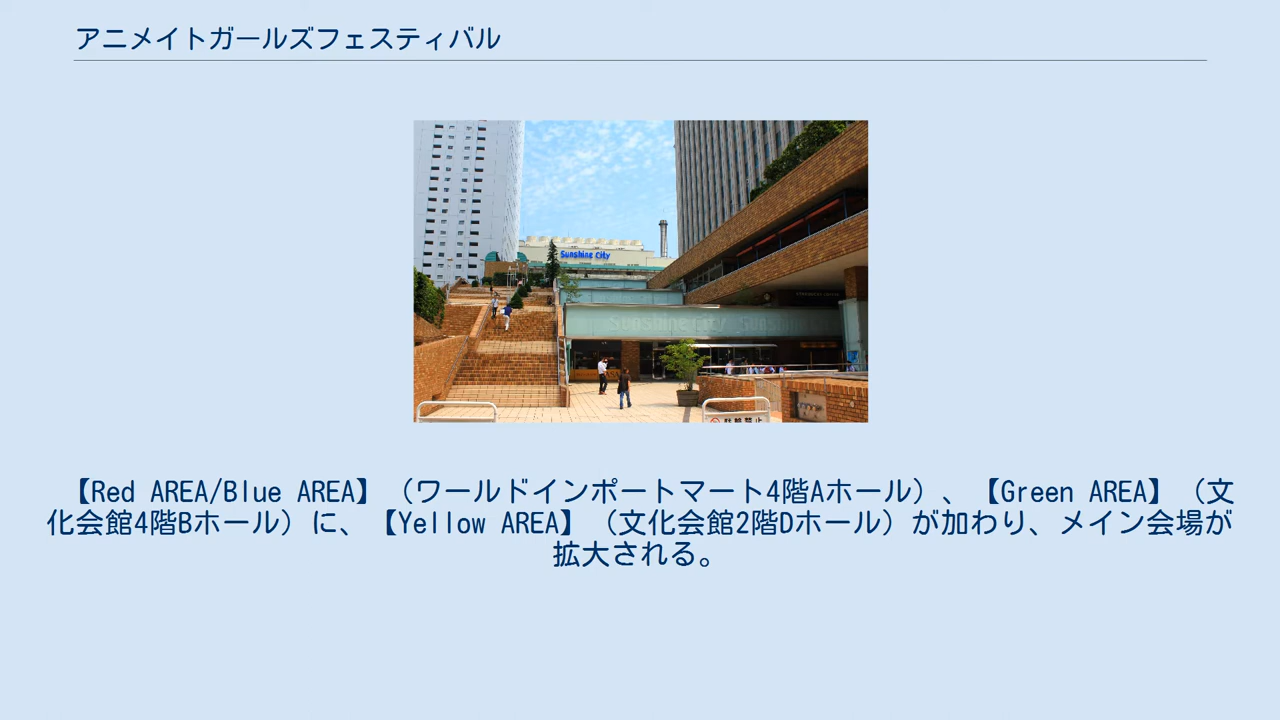 アニメイトガールズフェスティバル
Sunshine City
Sunshine City
【Red AREA/Blue AREA】（ワールドインポートマート4階Aホール）、【Green AREA】（文
化会館4階Bホール）に、【Yellow AREA】（文化会館2階Dホール）が加わり、メイン会場が
拡大される。